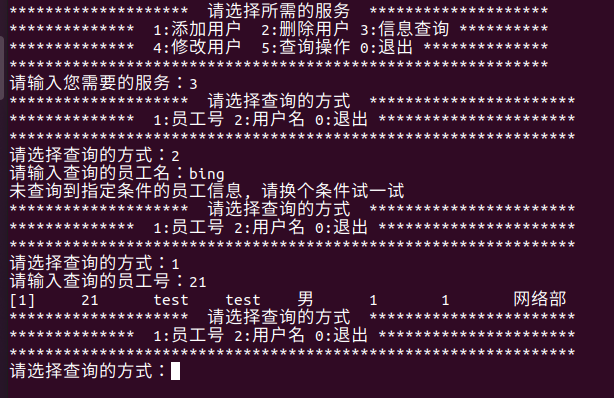 ********************  请选择所需的服务  ********************
**************  1:添加用户  2:删除用户 3:信息查询 **********
**************  4:修改用户  5:查询操作 0:退出 **************
************************************************************
请输入您需要的服务：3
********************  请选择查询的方式  ***********************
**************  1:员工号 2:用户名 0:退出 **********************
***************************************************************
请选择查询的方式：2
请输入查询的员工名：bing
未查询到指定条件的员工信息, 请换个条件试一试
********************  请选择查询的方式  ***********************
**************  1:员工号 2:用户名 0:退出 **********************
***************************************************************
请选择查询的方式：1
请输入查询的员工号：21
[1]     21      test    test    男      1       1       网络部
********************  请选择查询的方式  ***********************
**************  1:员工号 2:用户名 0:退出 **********************
***************************************************************
请选择查询的方式：